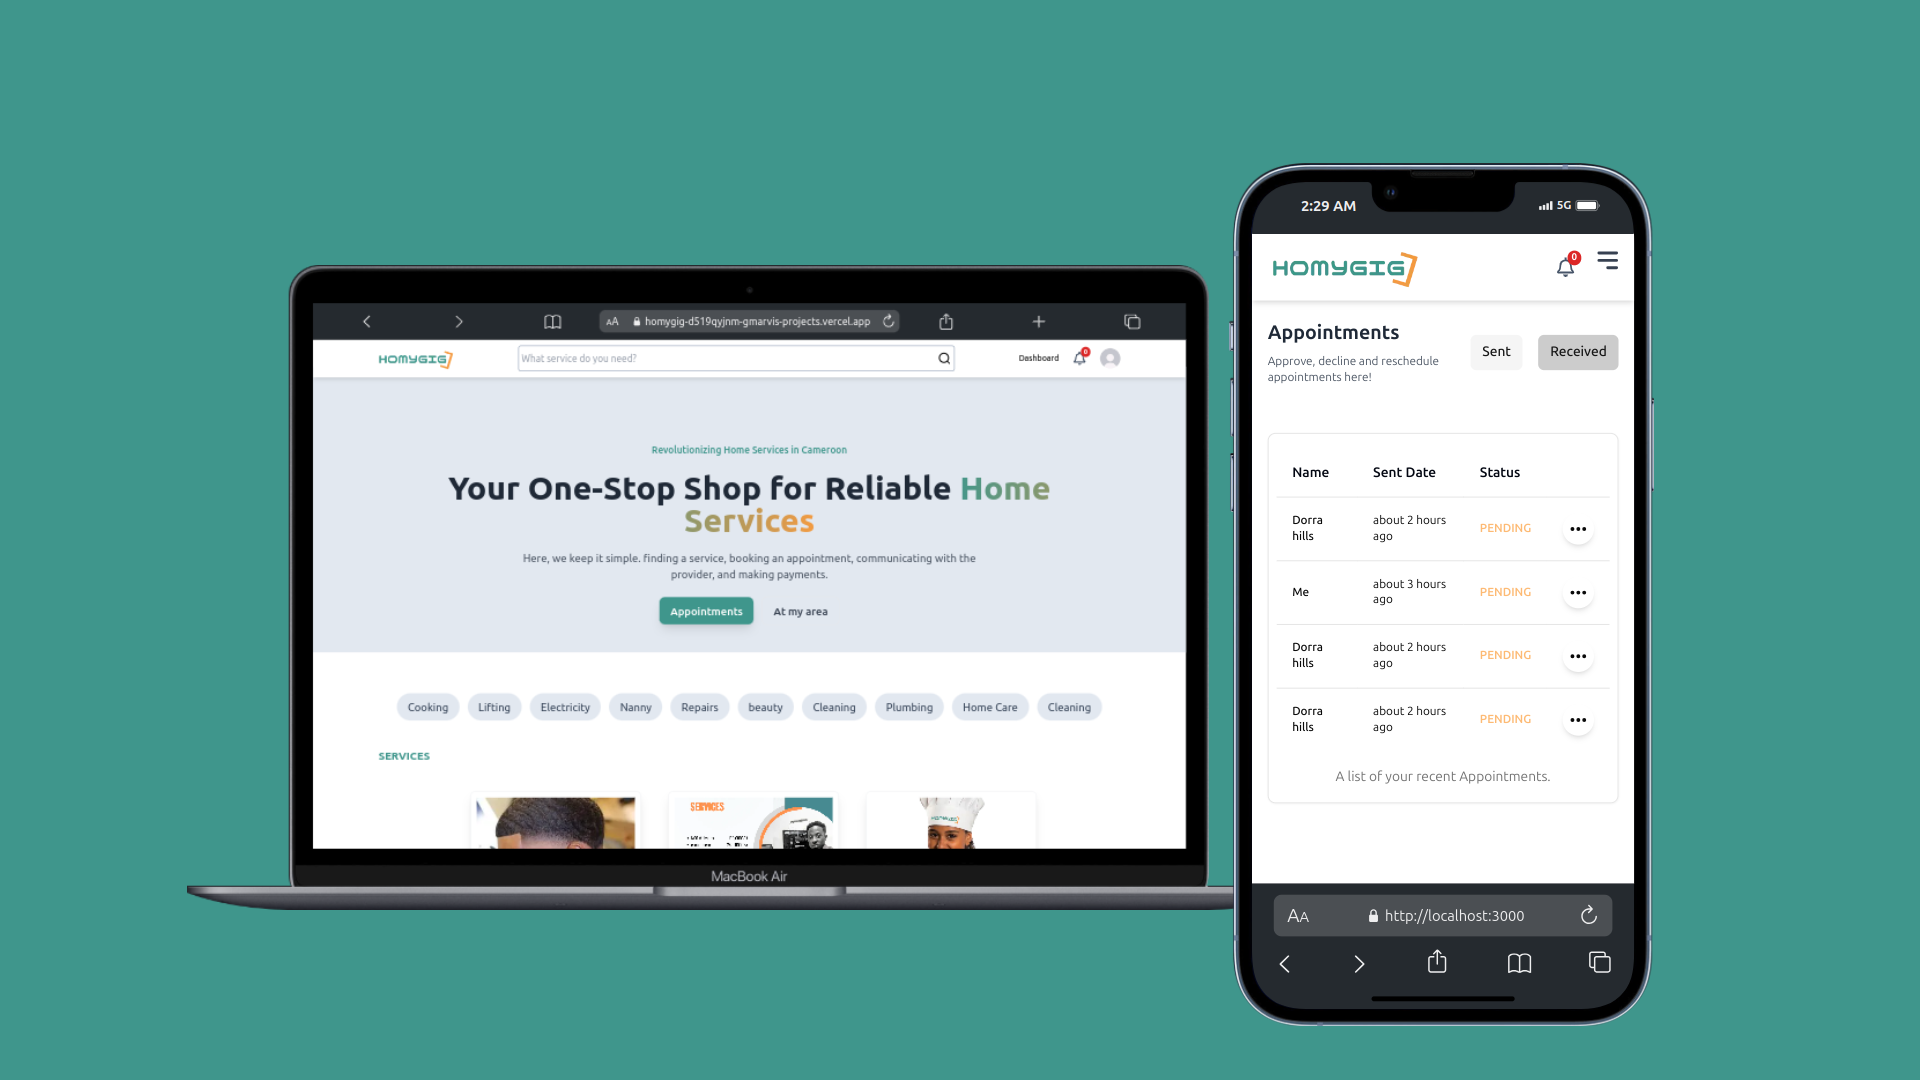 homygig-d519qyjnm-gmarvis-projects.vercel.app
AA
HOMYGIG
What service do you need?
Dashboard
0
Revolutionizing Home Services in Cameroon
Your One-Stop Shop for Reliable Home
Services
Here, we keep it simple. finding a service, booking an appointment, communicating with the
provider, and making payments.
Appointments
At my area
Cooking
Lifting
Electricity
Nanny
Repairs
beauty
Cleaning
Plumbing
Home Care
Cleaning
SERVICES
SERVICES
HOMYGIG
MacBook Air
2:29 AM
5G
HOMYGIG
0
Appointments
Approve, decline and reschedule
appointments here!
Sent
Received
Name Sent Date Status
Dorra
hills
about 2 hours
ago
PENDING
Me
about 3 hours
ago
PENDING
Dorra
hills
about 2 hours
ago
PENDING
Dorra
hills
about 2 hours
ago
PENDING
A list of your recent Appointments.
AA
http://localhost:3000